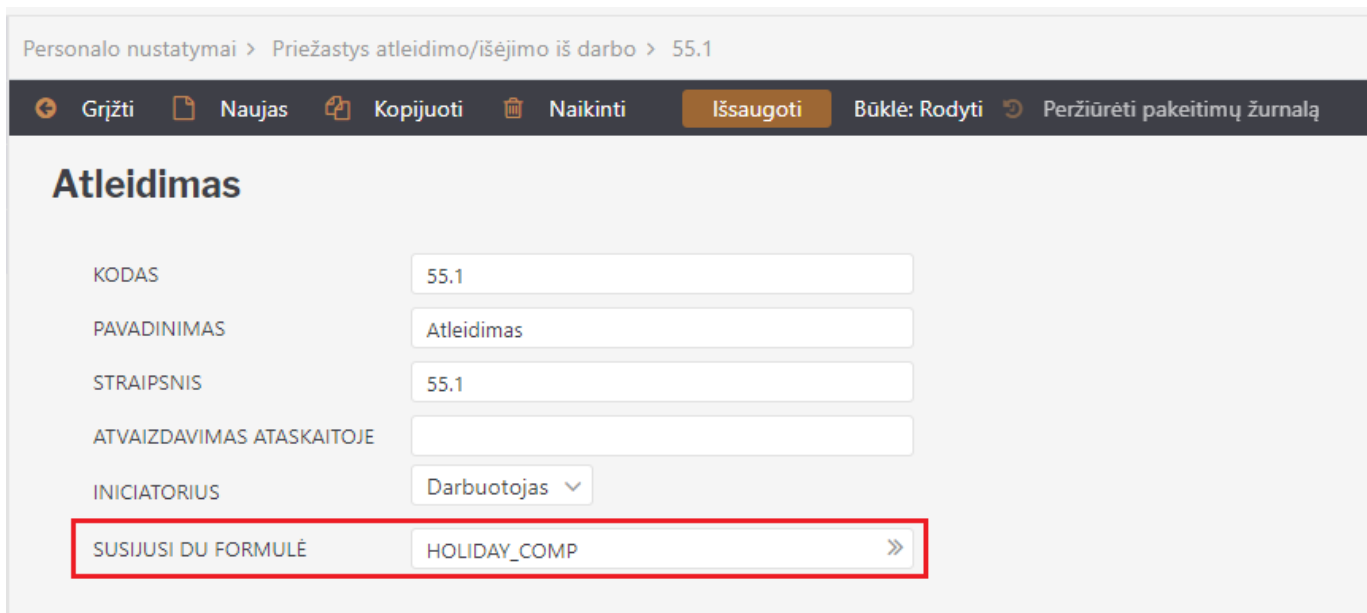 Personalo nustatymai > Priežastys atleidimo/išėjimo iš darbo > 55.1
Grįžti Naujas Kopijuoti Naikinti Išsaugoti Būklė: Rodyti Peržiūrėti pakeitimų žurnalą
Atleidimas
KODAS 55.1
PAVADINIMAS Atleidimas
STRAIPSNIS 55.1
ATVAIZDAVIMAS ATASKAITOJE
INICIATORIUS Darbuotojas
SUSIJUSI DU FORMULĖ HOLIDAY_COMP